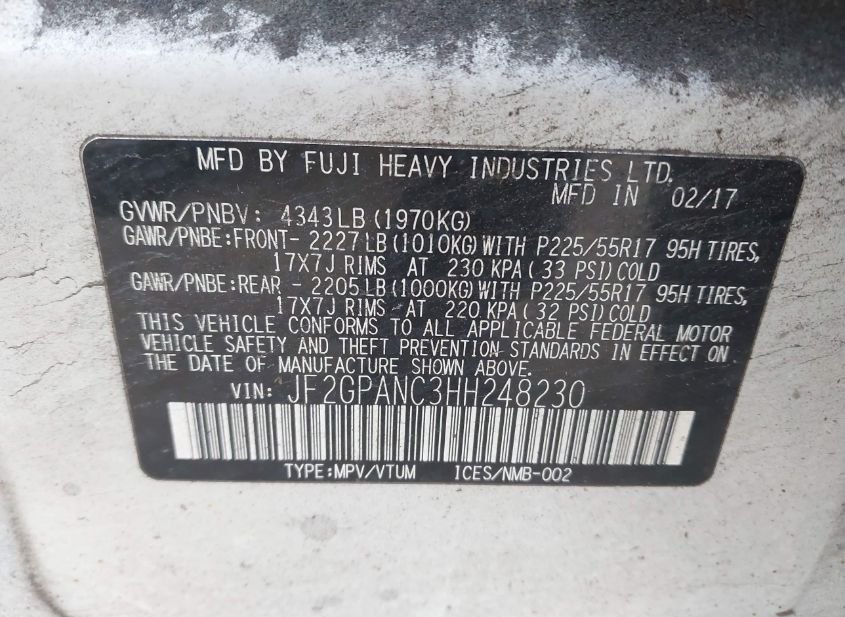 MFD BY FUJI HEAVY INDUSTRIES LTD.
MFD IN 02/17
GVWR/PNBV: 4343LB (1970KG)
GAWR/PNBE:FRONT- 2227LB (1010KG)WITH P225/55R17 95H TIRES,
17X7J RIMS AT 230 KPA ( 33 PSI) COLD
GAWR/PNBE:REAR - 2205LB (1000KG)WITH P225/55R17 95H TIRES,
17X7J RIMS AT 220 KPA ( 32 PSI) COLD
THIS VEHICLE CONFORMS TO ALL APPLICABLE FEDERAL MOTOR
VEHICLE SAFETY AND THEFT PREVENTION STANDARDS IN EFFECT ON
THE DATE OF MANUFACTURE SHOWN ABOVE.
VIN: JF2GPANC3HH248230
TYPE:MPV/VTUM ICES/NMB-002